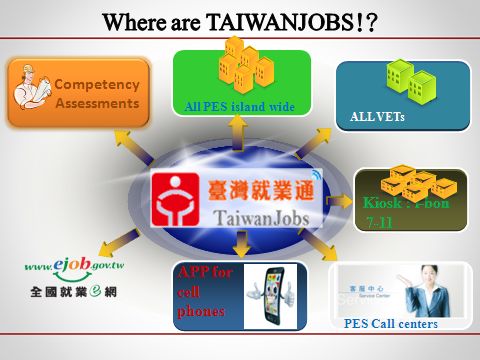 Where are TAIWANJOBS!?
Competency
Assessments
All PES island wide
ALL VETs
臺灣就業通
TaiwanJobs
Kiosk : I-bon
7-11
www.ejob.gov.tw
全國就業e網
APP for
cell
phones
客服中心
Service Center
PES Call centers